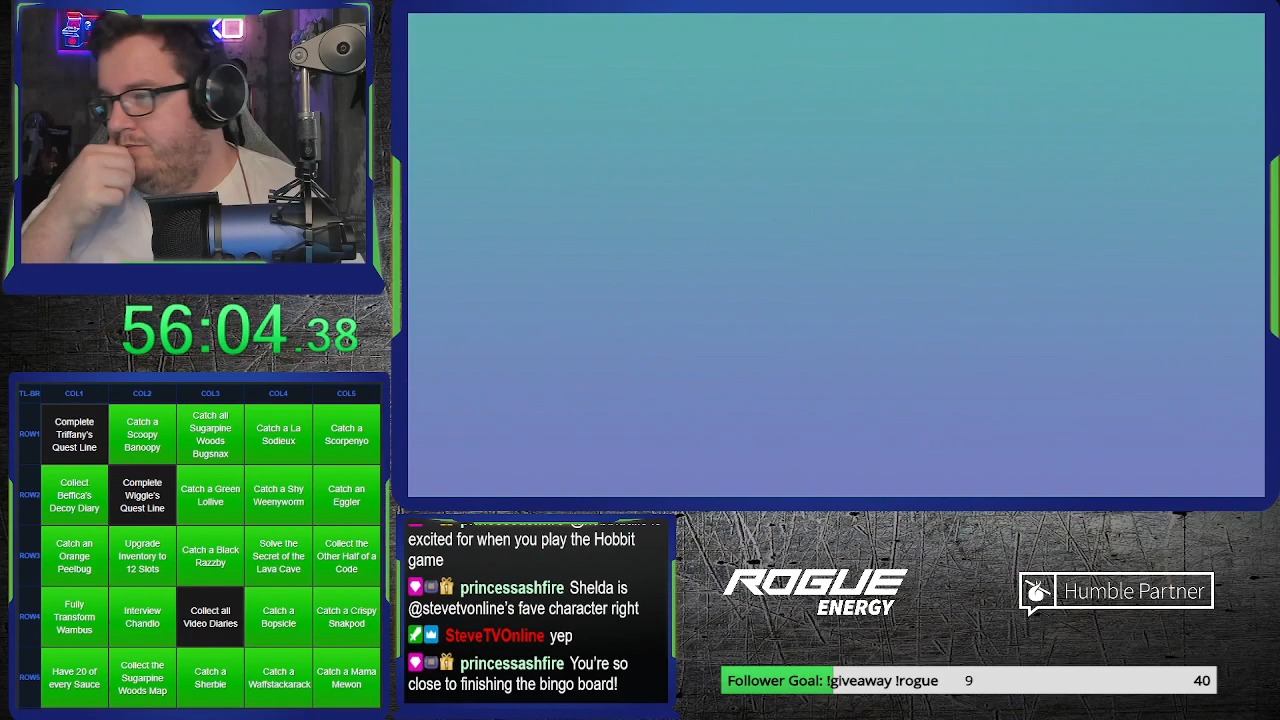 56:04.38
TL-BR COL1 COL2 COL3 COL4 COL5
ROW1
Complete
Triffany's
Quest Line
Catch a
Scoopy
Banoopy
Catch all
Sugarpine
Woods
Bugsnax
Catch a La
Sodieux
Catch a
Scorpenyo
ROW2
Collect
Beffica's
Decoy Diary
Complete
Wiggle's
Quest Line
Catch a Green
Lollive
Catch a Shy
Weenyworm
Catch an
Eggler
ROW3
Catch an
Orange
Peelbug
Upgrade
Inventory to
12 Slots
Catch a Black
Razzby
Solve the
Secret of the
Lava Cave
Collect the
Other Half of a
Code
ROW4
Fully
Transform
Wambus
Interview
Chandlo
Collect all
Video Diaries
Catch a
Bopsicle
Catch a Crispy
Snakpod
ROW5
Have 20 of
every Sauce
Collect the
Sugarpine
Woods Map
Catch a
Sherbie
Catch a
Waffstackarack
Catch a Mama
Mewon
excited for when you play the Hobbit
game
princessashfire Shelda is
@stevetvonline's fave character right
SteveTVOnline yep
princessashfire You're so
close to finishing the bingo board!
ROGUE
ENERGY
Humble Partner
Follower Goal: !giveaway !rogue 9 40